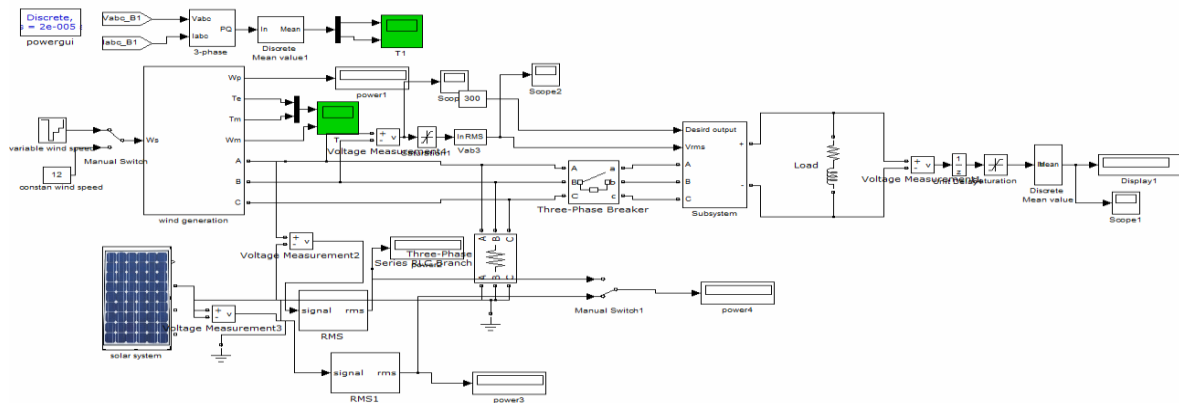 Discrete,
s = 2e-005
powergui
Vabc_B1
Iabc_B1
Vabc
Iabc
PQ
3-phase
In
Mean
Discrete
Mean value1
T1
Wp
Te
Tm
Wm
A
B
C
Ws
wind generation
variable wind speed
Manual Switch
12
constan wind speed
power1
T
+
-
v
Voltage Measurement4
Saturation1
In RMS
Vab3
300
Scope2
Desird output
Vrms
A
B
C
+
-
Subsystem
A
B
C
a
b
c
Three-Phase Breaker
Load
+
-
v
Voltage Measurement
1
z
Unit Delay
Saturation
Mean
Discrete
Mean value
Display1
Scope1
+
-
v
Voltage Measurement2
A
B
C
A
B
C
Three-Phase
Series RLC Branch
solar system
+
-
v
Voltage Measurement3
signal
rms
RMS
signal
rms
RMS1
power3
Manual Switch1
power4